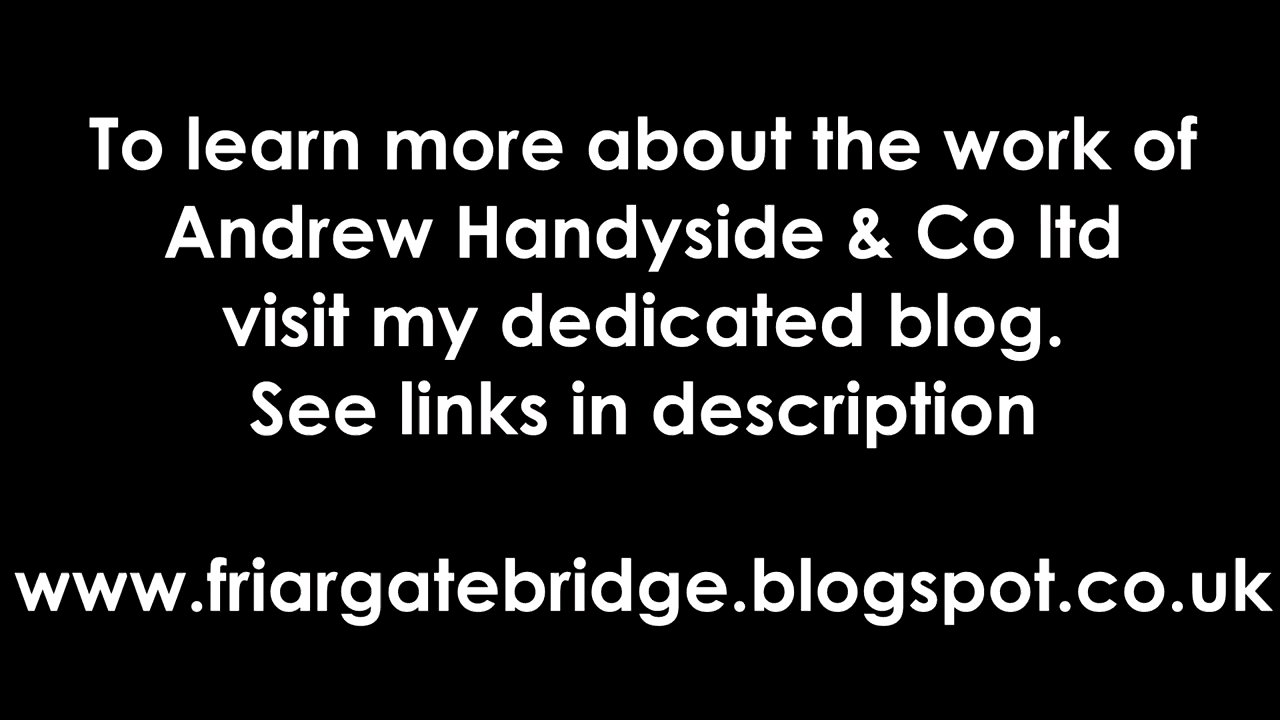 To learn more about the work of
Andrew Handyside & Co ltd
visit my dedicated blog.
See links in description
www.friargatebridge.blogspot.co.uk